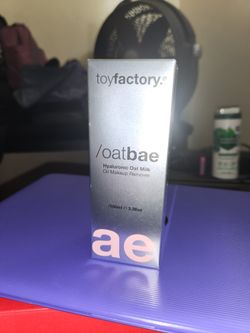 toyfactory.
/oatbae
Hyaluronic Oat Milk
Oil Makeup Remover
ae